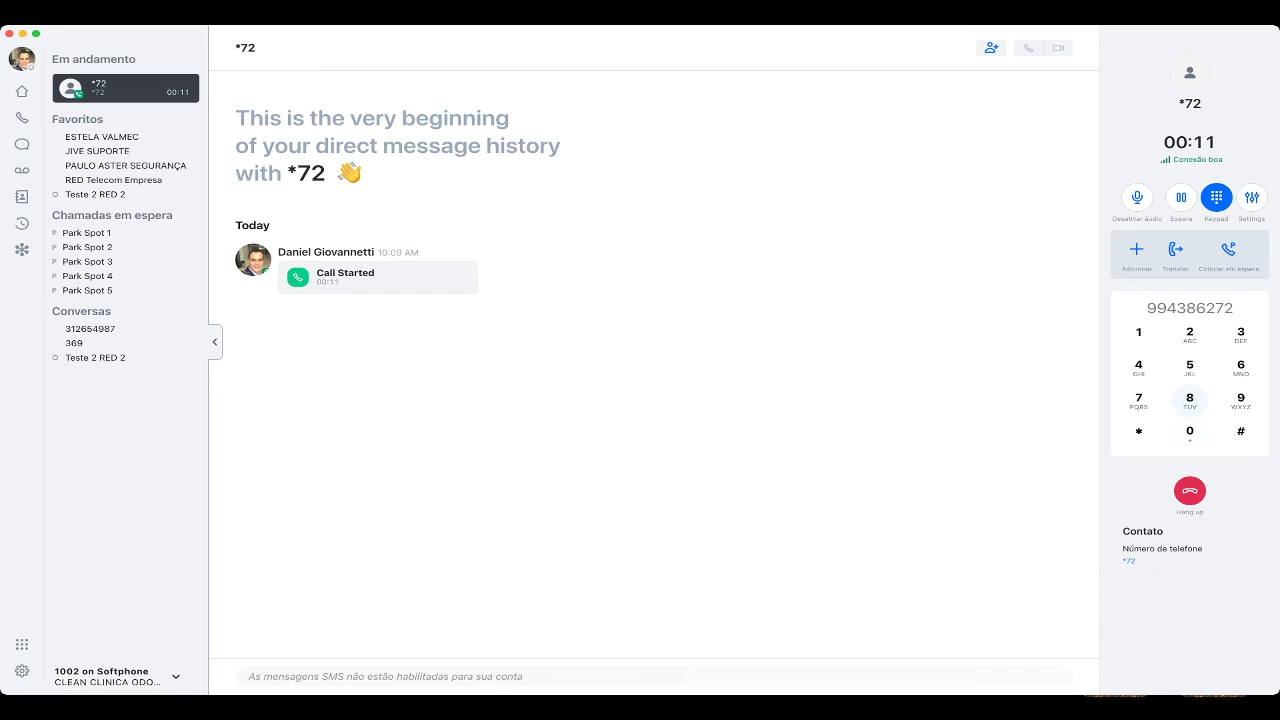 Em andamento
*72
*72
00:11
Favoritos
ESTELA VALMEC
JIVE SUPORTE
PAULO ASTER SEGURANÇA
RED Telecom Empresa
Teste 2 RED 2
Chamadas em espera
P Park Spot 1
P Park Spot 2
P Park Spot 3
P Park Spot 4
P Park Spot 5
Conversas
312654987
369
Teste 2 RED 2
1002 on Softphone
CLEAN CLINICA ODO...
*72
This is the very beginning
of your direct message history
with *72 👋
Today
Daniel Giovannetti 10:09 AM
Call Started
00:11
As mensagens SMS não estão habilitadas para sua conta
*72
00:11
Conexão boa
Desativar áudio Espera Keypad Settings
Adicionar Transfer Colocar em espera
994386272
1 2 3
ABC DEF
4 5 6
GHI JKL MNO
7 8 9
PQRS TUV WXYZ
* 0 #
+
Hang up
Contato
Número de telefone
*72